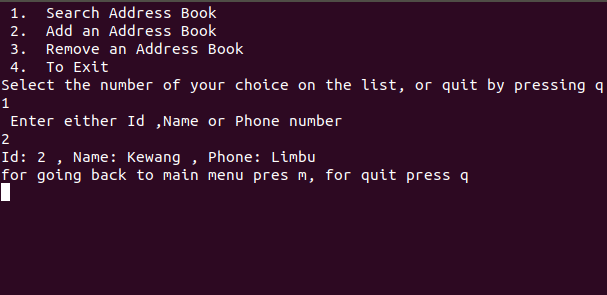 1.  Search Address Book
2.  Add an Address Book
3.  Remove an Address Book
4.  To Exit
Select the number of your choice on the list, or quit by pressing q
1
Enter either Id ,Name or Phone number
2
Id: 2 , Name: Kewang , Phone: Limbu
for going back to main menu pres m, for quit press q